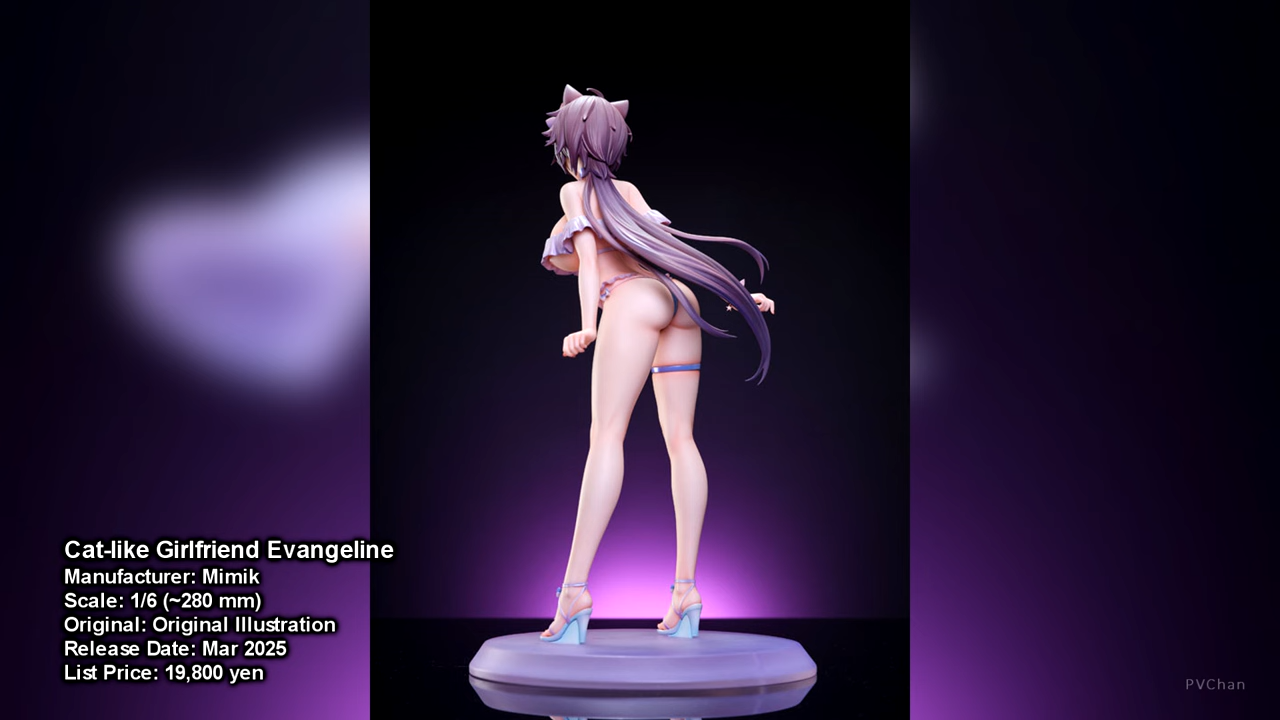 Cat-like Girlfriend Evangeline
Manufacturer: Mimik
Scale: 1/6 (~280 mm)
Original: Original Illustration
Release Date: Mar 2025
List Price: 19,800 yen
PVChan